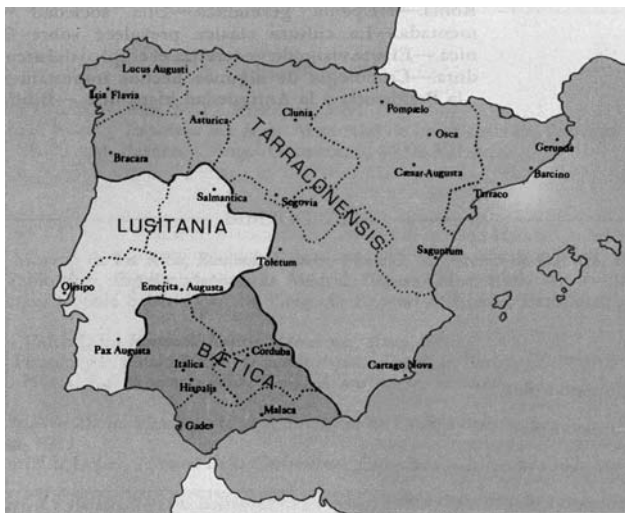 Lucus Augusti
Iria Flavia
Asturica
Clunia
Pompælo
Osca
Gerunda
Bracara
Cæsar-Augusta
Barcino
Tarraco
TARRACONENSIS
Salmantica
Segovia
LUSITANIA
Toletum
Saguntum
Olisipo
Emerita Augusta
Pax Augusta
Corduba
BÆTICA
Italica
Hispalis
Cartago Nova
Malaca
Gades